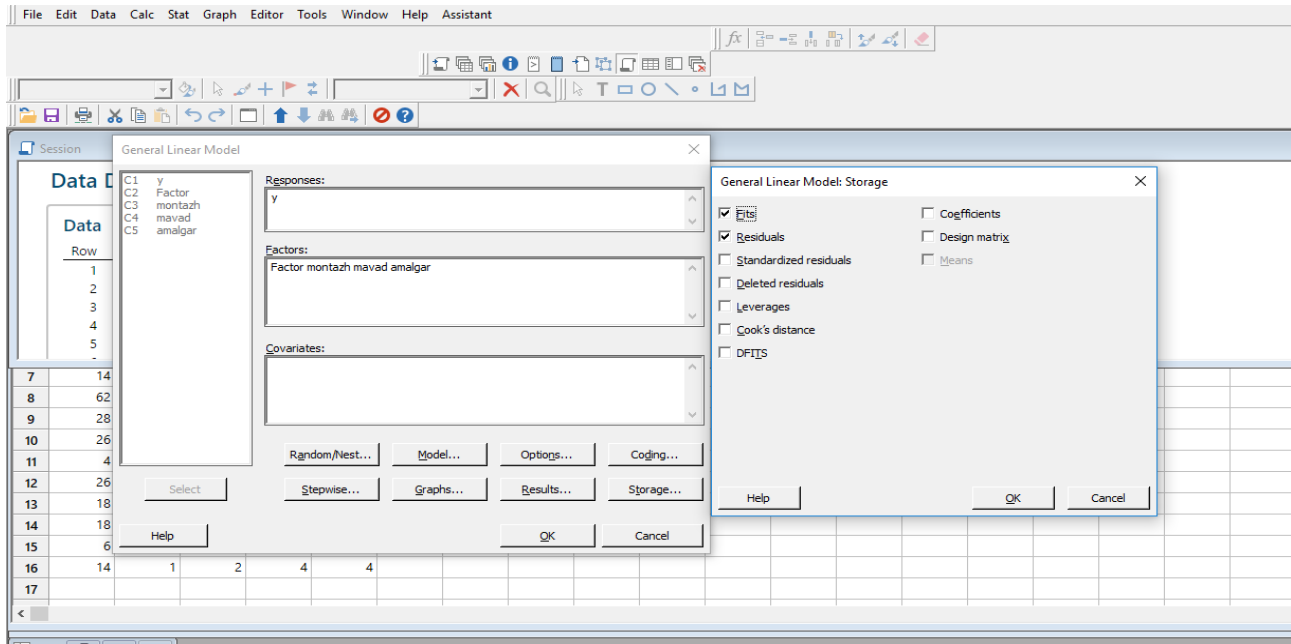 File Edit Data Calc Stat Graph Editor Tools Window Help Assistant
fx
Session
Data D
Data
Row
1
2
3
4
5
General Linear Model
C1 y
C2 Factor
C3 montazh
C4 mavad
C5 amalgar
Responses:
y
Factors:
Factor montazh mavad amalgar
Covariates:
Random/Nest... Model... Options... Coding...
Select Stepwise... Graphs... Results... Storage...
Help OK Cancel
General Linear Model: Storage
Fits Coefficients
Residuals Design matrix
Standardized residuals Means
Deleted residuals
Leverages
Cook's distance
DFITS
Help OK Cancel
7 14
8 62
9 28
10 26
11 4
12 26
13 18
14 18
15 6
16 14 1 2 4 4
17